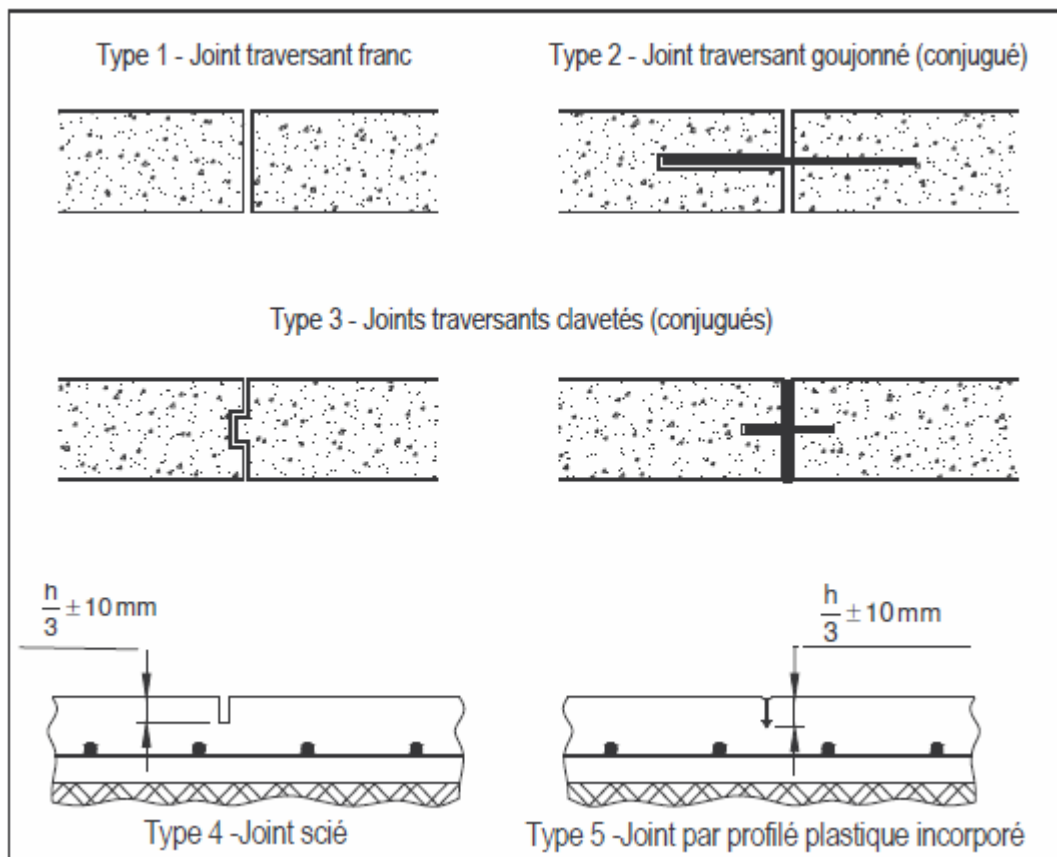 Type 1 - Joint traversant franc
Type 2 - Joint traversant goujonné (conjugué)
Type 3 - Joints traversants clavetés (conjugués)
h/3 ± 10 mm
h/3 ± 10 mm
Type 4 -Joint scié
Type 5 -Joint par profilé plastique incorporé